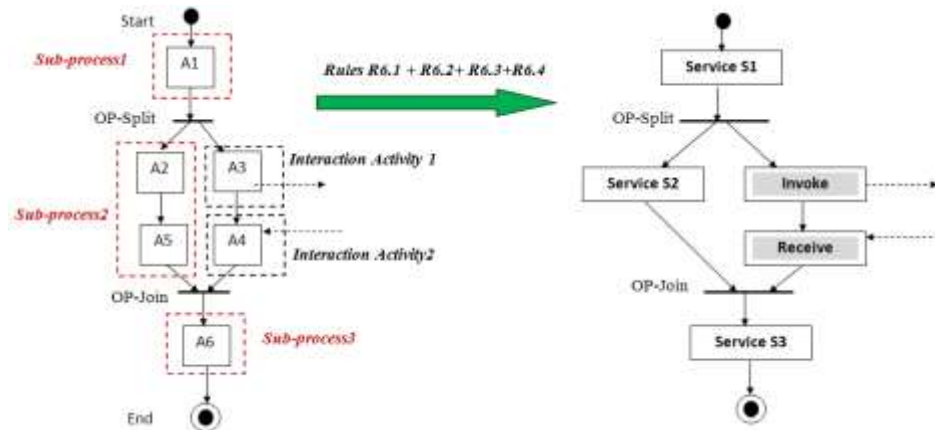 Start
Sub-process1
A1
OP-Split
A2
A3
Interaction Activity 1
Sub-process2
A5
A4
Interaction Activity2
OP-Join
A6
Sub-process3
End
Rules R6.1 + R6.2+ R6.3+R6.4
Service S1
OP-Split
Service S2
Invoke
Receive
OP-Join
Service S3